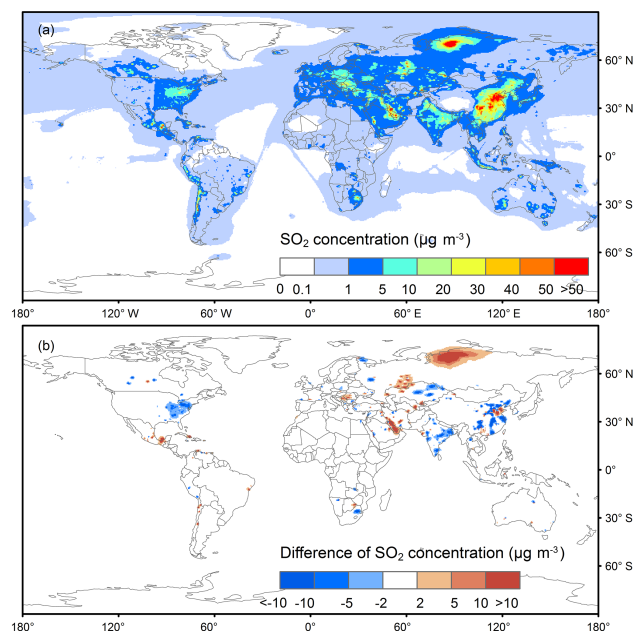 (a)
60° N
30° N
0°
30° S
60° S
SO₂ concentration (µg m⁻³)
0 0.1 1 5 10 20 30 40 50 >50
180° 120° W 60° W 0° 60° E 120° E 180°
(b)
60° N
30° N
0°
30° S
60° S
Difference of SO₂ concentration (µg m⁻³)
<-10 -10 -5 -2 2 5 10 >10
180° 120° W 60° W 0° 60° E 120° E 180°